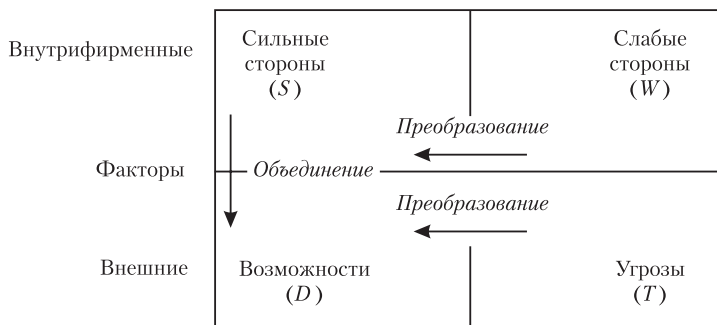 Внутрифирменные
Сильные
стороны
(S)
Слабые
стороны
(W)
Преобразование
Факторы
Объединение
Преобразование
Внешние
Возможности
(D)
Угрозы
(T)